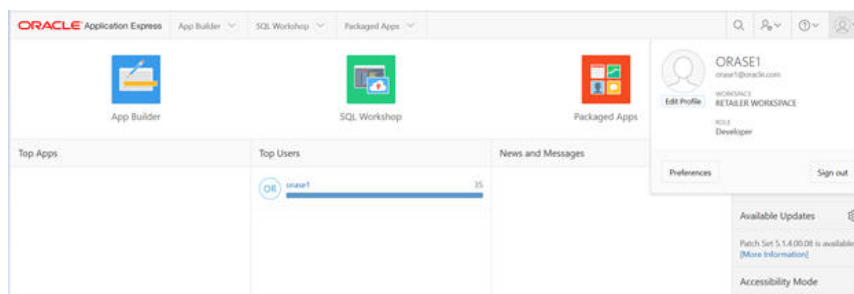 ORACLE Application Express App Builder SQL Workshop Packaged Apps
ORASE1
orase1@oracle.com
Edit Profile
WORKSPACE
RETAILER WORKSPACE
ROLE
Developer
Preferences
Sign out
App Builder
SQL Workshop
Packaged Apps
Top Apps
Top Users
News and Messages
OR
orase1
35
Available Updates
Patch Set 5.1.4.00.08 is available
[More Information]
Accessibility Mode